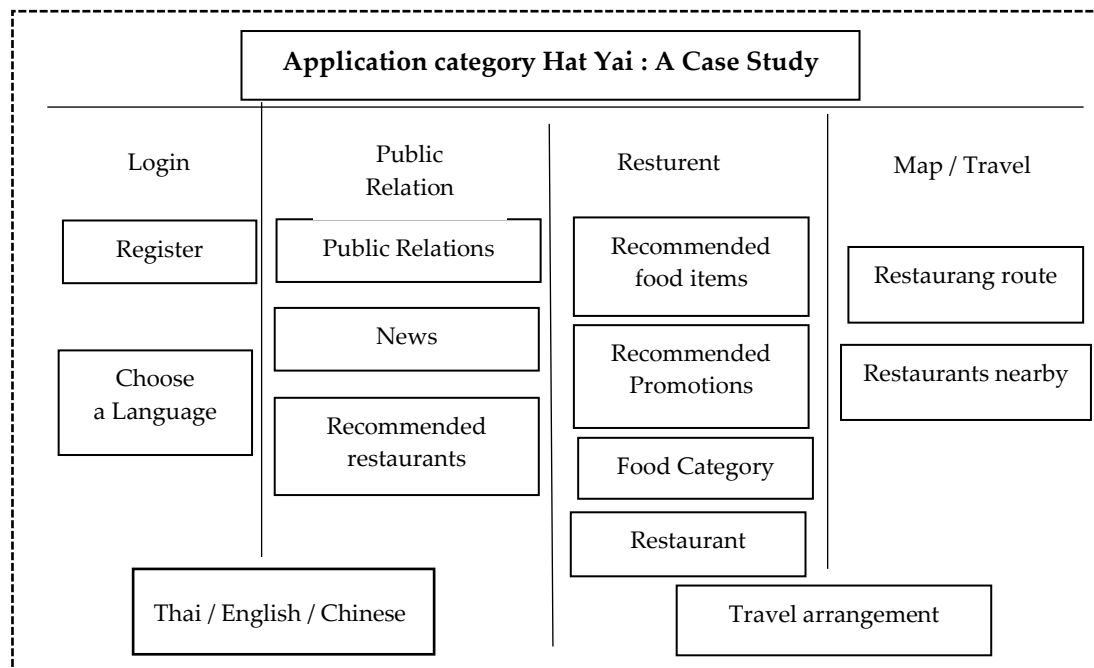 Application category Hat Yai : A Case Study
Login
Register
Choose
a Language
Public
Relation
Public Relations
News
Recommended
restaurants
Resturent
Recommended
food items
Recommended
Promotions
Food Category
Restaurant
Map / Travel
Restaurang route
Restaurants nearby
Thai / English / Chinese
Travel arrangement